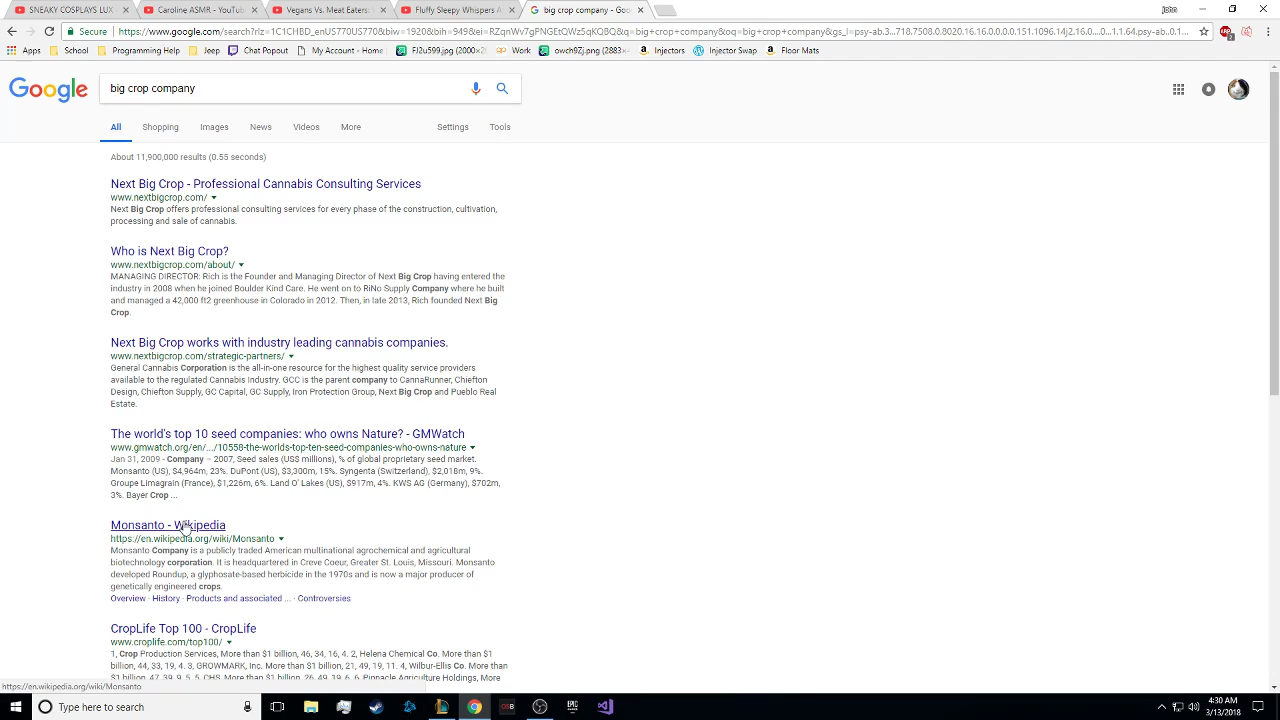 SNEAKY COSPLAYS LUX
Caroline ASMR - YouTube
Vegans Vs. Meat Eaters
Fluffy Sleepy Whispers A
big crop company - Goo
john
Secure
https://www.google.com/search?rlz=1C1CHBD_enUS770US770&biw=1920&bih=949&ei=RZqnWv7gPNGEtQWz5qKQBQ&q=big+crop+company&oq=big+crop+company&gs_l=psy-ab.3...718.7508.0.8020.16.16.0.0.0.0.151.1096.14j2.16.0....0...1.1.64.psy-ab..0.1...
Apps
School
Programming Help
Jeep
Chat Popout
My Account - Home
FJ2u599.jpg (2000×2
Work
owch9Zj.png (2883×
Injectors
Injector Swap
Floor Mats
Google
big crop company
All
Shopping
Images
News
Videos
More
Settings
Tools
About 11,900,000 results (0.55 seconds)
Next Big Crop - Professional Cannabis Consulting Services
www.nextbigcrop.com/
Next Big Crop offers professional consulting services for every phase of the construction, cultivation,
processing and sale of cannabis.
Who is Next Big Crop?
www.nextbigcrop.com/about/
MANAGING DIRECTOR: Rich is the Founder and Managing Director of Next Big Crop having entered the
industry in 2008 when he joined Boulder Kind Care. He went on to RiNo Supply Company where he built
and managed a 42,000 ft2 greenhouse in Colorado in 2012. Then, in late 2013, Rich founded Next Big
Crop.
Next Big Crop works with industry leading cannabis companies.
www.nextbigcrop.com/strategic-partners/
General Cannabis Corporation is the all-in-one resource for the highest quality service providers
available to the regulated Cannabis Industry. GCC is the parent company to CannaRunner, Chiefton
Design, Chiefton Supply, GC Capital, GC Supply, Iron Protection Group, Next Big Crop and Pueblo Real
Estate.
The world's top 10 seed companies: who owns Nature? - GMWatch
www.gmwatch.org/en/.../10558-the-worlds-top-ten-seed-companies-who-owns-nature
Jan 31, 2009 - Company – 2007, Seed sales (US$ millions), % of global proprietary seed market.
Monsanto (US), $4,964m, 23%. DuPont (US), $3,300m, 15%. Syngenta (Switzerland), $2,018m, 9%.
Groupe Limagrain (France), $1,226m, 6%. Land O' Lakes (US), $917m, 4%. KWS AG (Germany), $702m,
3%. Bayer Crop ...
Monsanto - Wikipedia
https://en.wikipedia.org/wiki/Monsanto
Monsanto Company is a publicly traded American multinational agrochemical and agricultural
biotechnology corporation. It is headquartered in Creve Coeur, Greater St. Louis, Missouri. Monsanto
developed Roundup, a glyphosate-based herbicide in the 1970s and is now a major producer of
genetically engineered crops.
Overview · History · Products and associated ... · Controversies
CropLife Top 100 - CropLife
www.croplife.com/top100/
1, Crop Production Services, More than $1 billion, 46, 34, 16, 4. 2, Helena Chemical Co. More than $1
billion, 44, 33, 19, 4. 3, GROWMARK, Inc. More than $1 billion, 21, 49, 19, 11. 4, Wilbur-Ellis Co. More than
$1 billion, 47, 39, 9, 5. 5, CHS, More than $1 billion, 26, 49, 19, 6. 6, Pinnacle Agriculture Holdings, More
https://en.wikipedia.org/wiki/Monsanto
Type here to search
OSB
EPIC
4:30 AM
3/13/2018